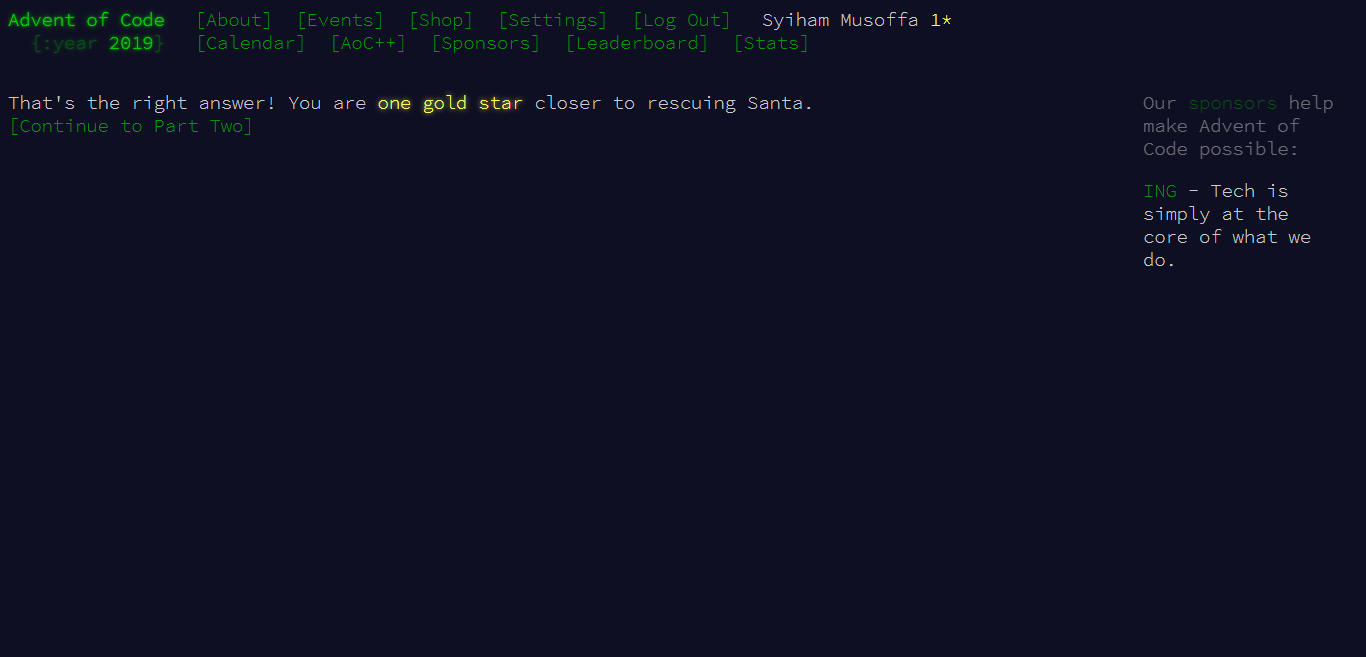 Advent of Code [About] [Events] [Shop] [Settings] [Log Out] Syiham Musoffa 1*
{:year 2019} [Calendar] [AoC++] [Sponsors] [Leaderboard] [Stats]
That's the right answer! You are one gold star closer to rescuing Santa.
[Continue to Part Two]
Our sponsors help
make Advent of
Code possible:
ING - Tech is
simply at the
core of what we
do.